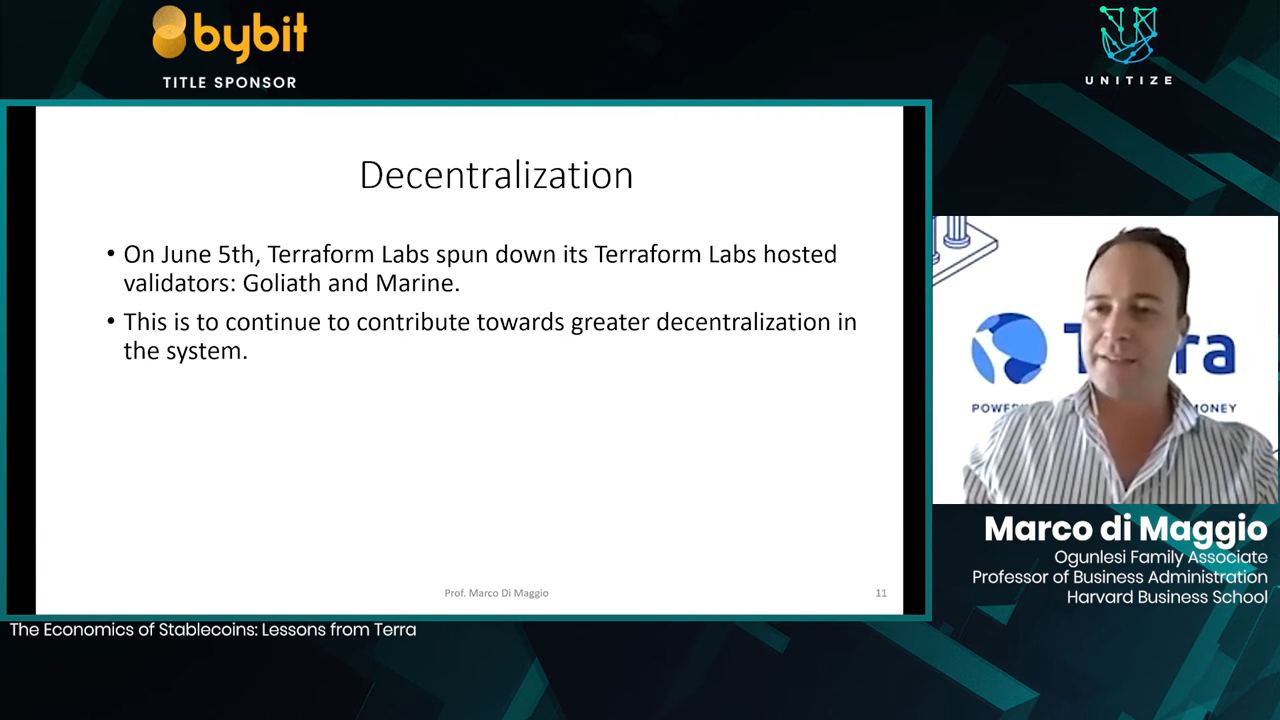 bybit
TITLE SPONSOR
UNITIZE
Decentralization
• On June 5th, Terraform Labs spun down its Terraform Labs hosted
validators: Goliath and Marine.
• This is to continue to contribute towards greater decentralization in
the system.
Prof. Marco Di Maggio
11
Marco di Maggio
Ogunlesi Family Associate
Professor of Business Administration
Harvard Business School
The Economics of Stablecoins: Lessons from Terra